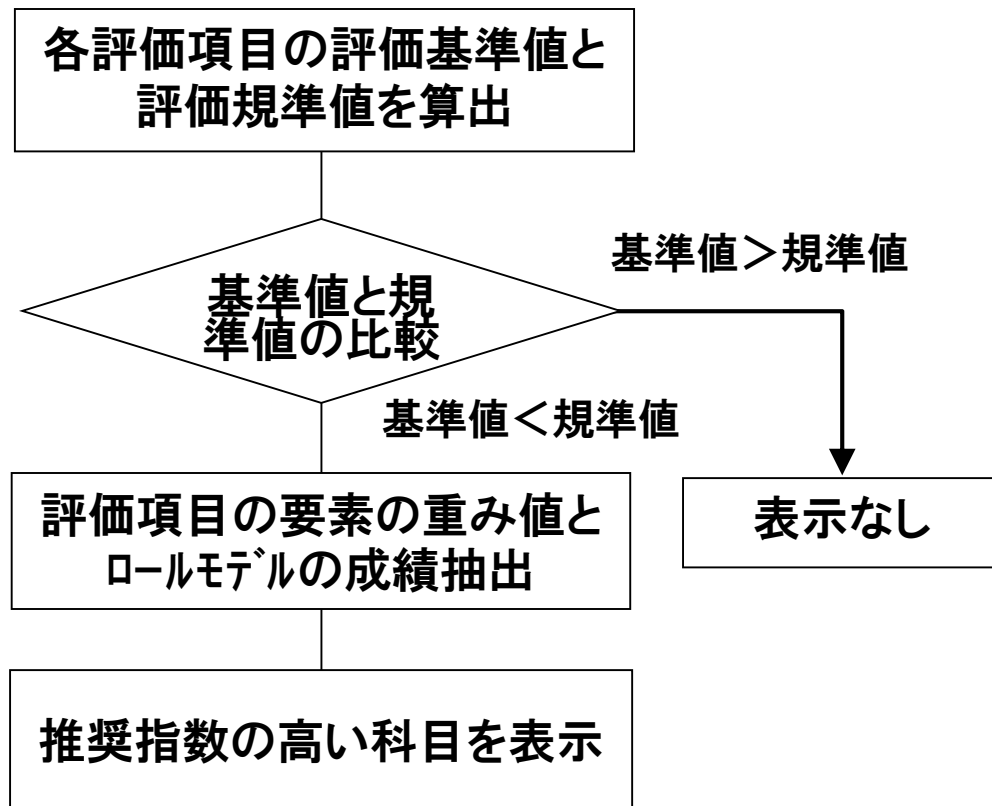 各評価項目の評価基準値と
評価規準値を算出
基準値＞規準値
基準値と規
準値の比較
基準値＜規準値
評価項目の要素の重み値と
ﾛｰﾙﾓﾃﾞﾙの成績抽出
表示なし
推奨指数の高い科目を表示